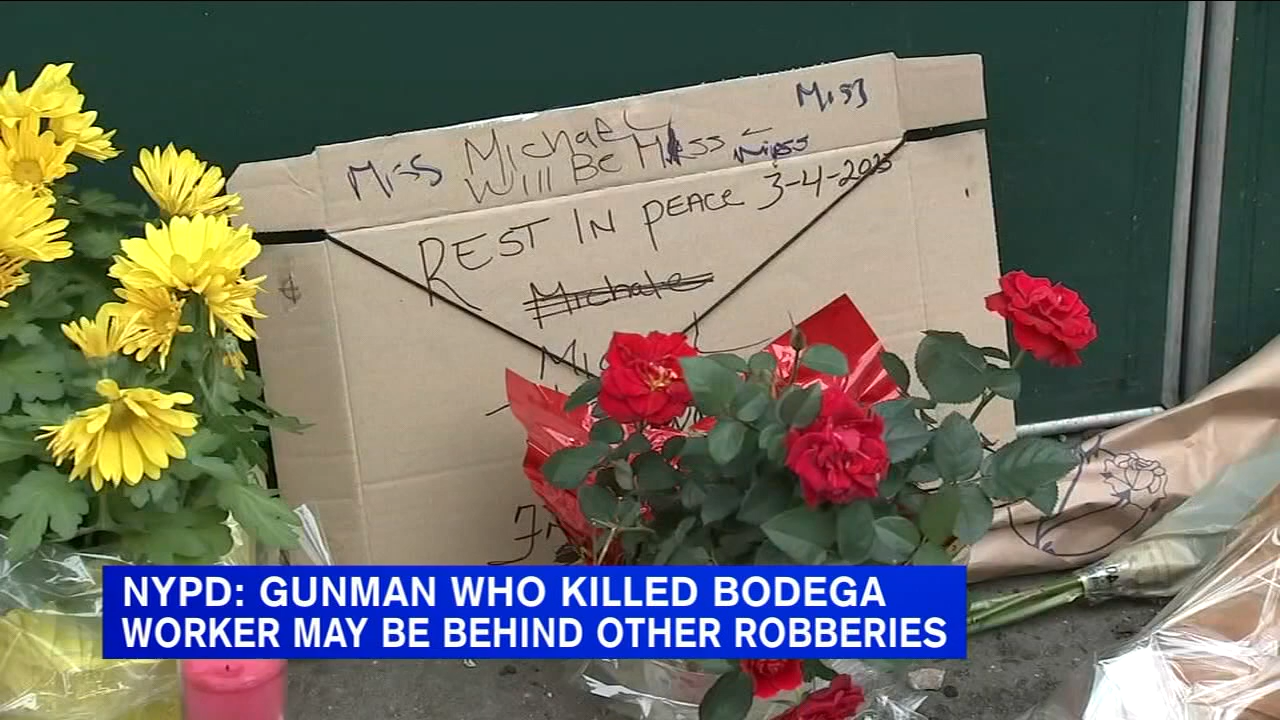 Miss Michael Miss
Will BE Miss Miss
REST IN PEACE 3-4-2023
Michale
NYPD: GUNMAN WHO KILLED BODEGA
WORKER MAY BE BEHIND OTHER ROBBERIES